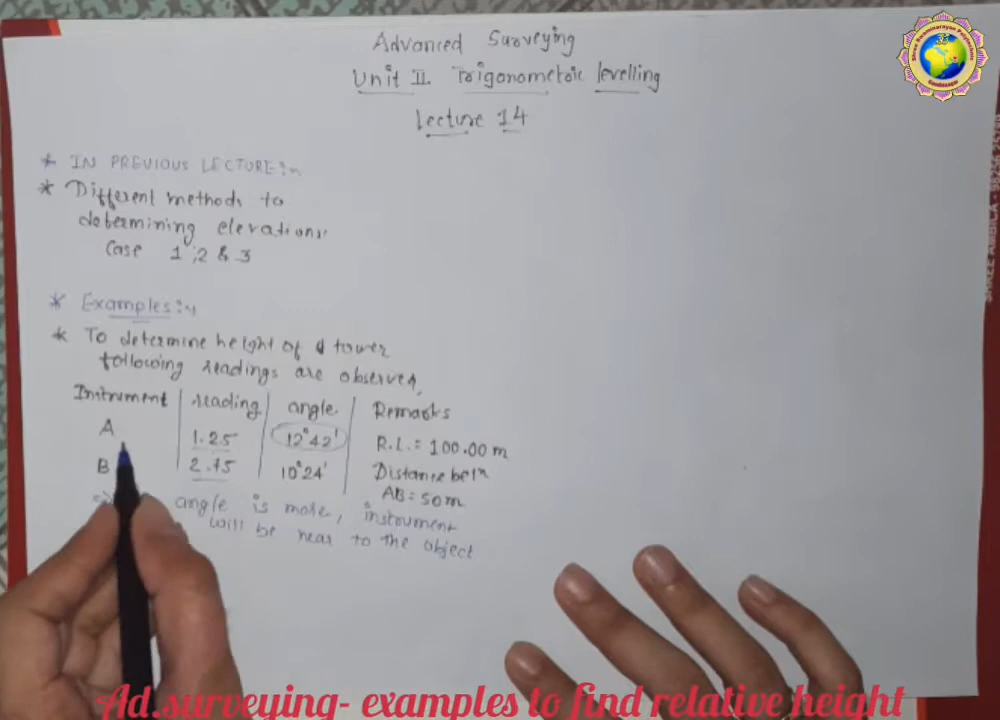 Advanced Surveying
Unit II Trigonometric levelling
Lecture 14
* IN PREVIOUS LECTURE:-
* Different methods to
determining elevations
Case 1, 2 & 3
* Examples:-
* To determine height of tower
following readings are observed,
Instrument reading angle Remarks
A 1.25 12°42' R.L. = 100.00 m
B 2.75 10°24' Distance betn
AB = 50m
angle is more, instrument
will be near to the object
Ad.surveying- examples to find relative height